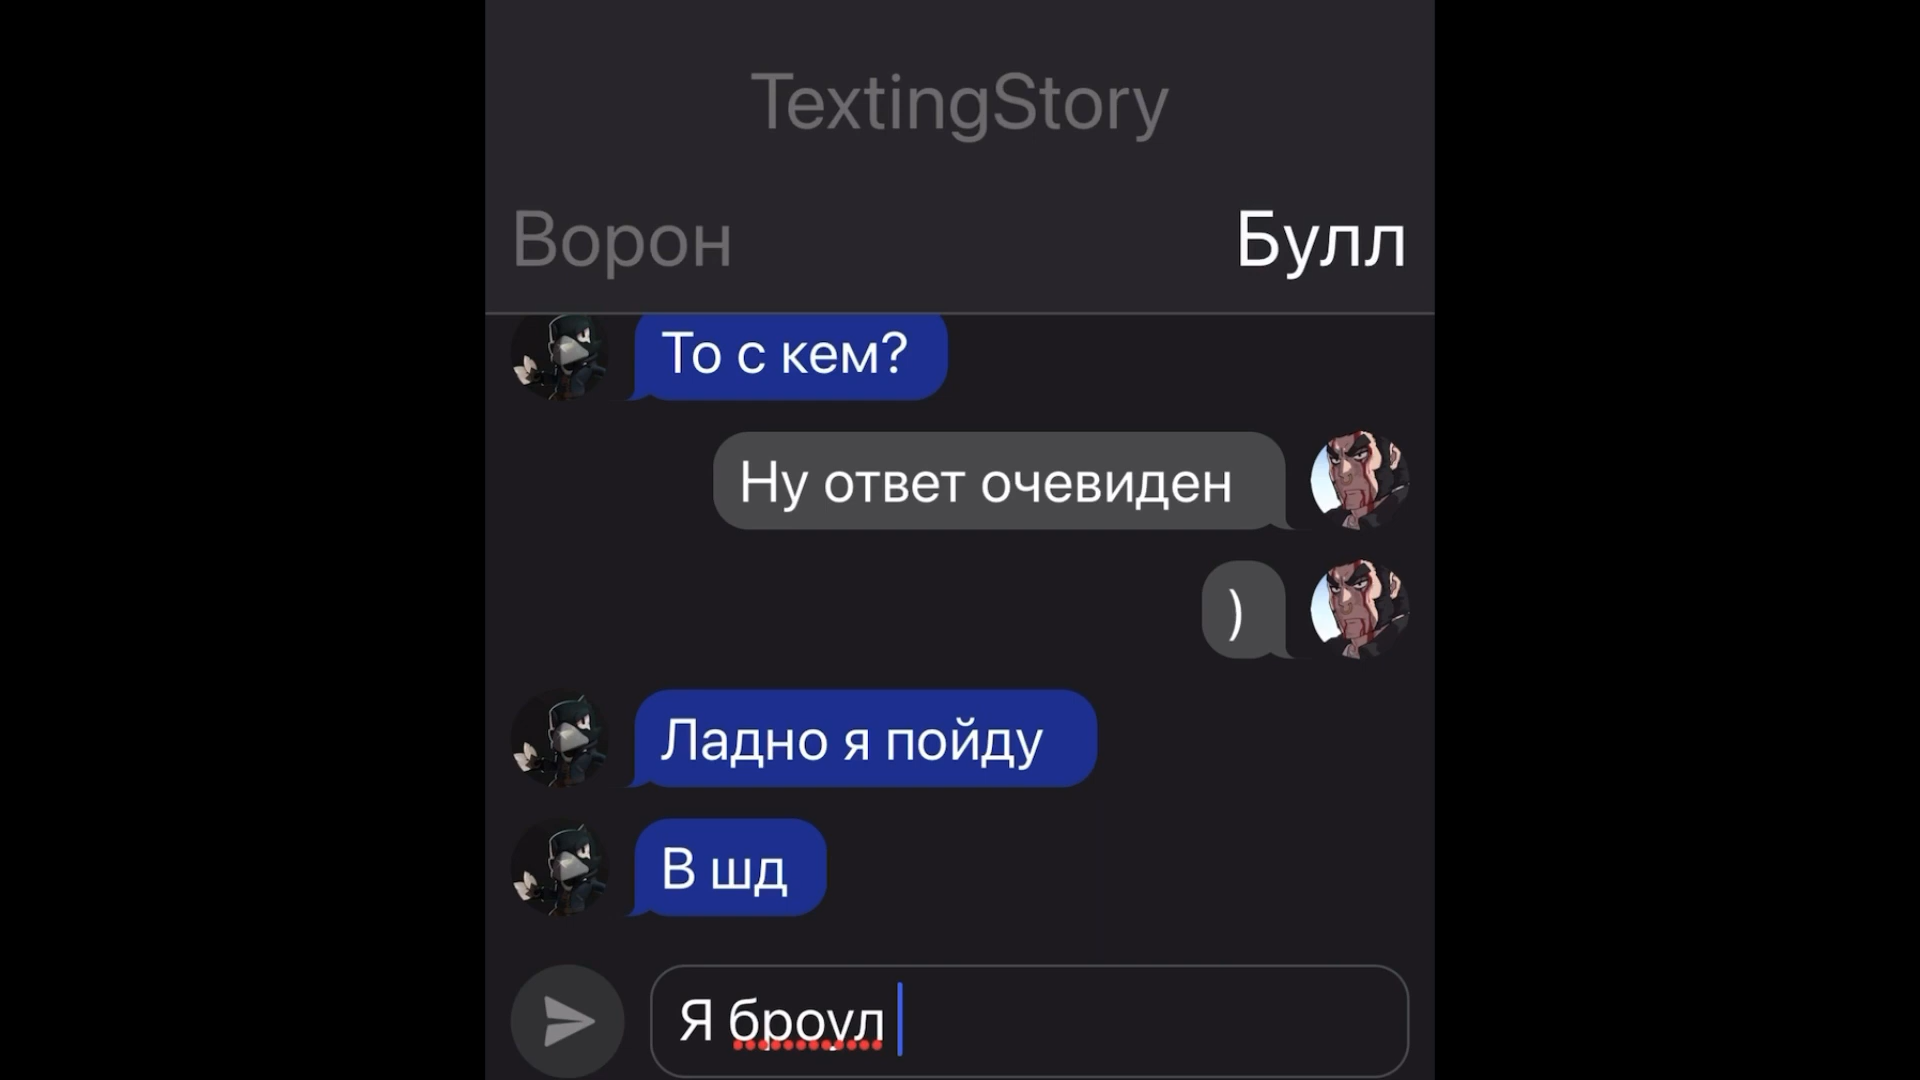 TextingStory
Ворон
Булл
То с кем?
Ну ответ очевиден
)
Ладно я пойду
В шд
Я броул